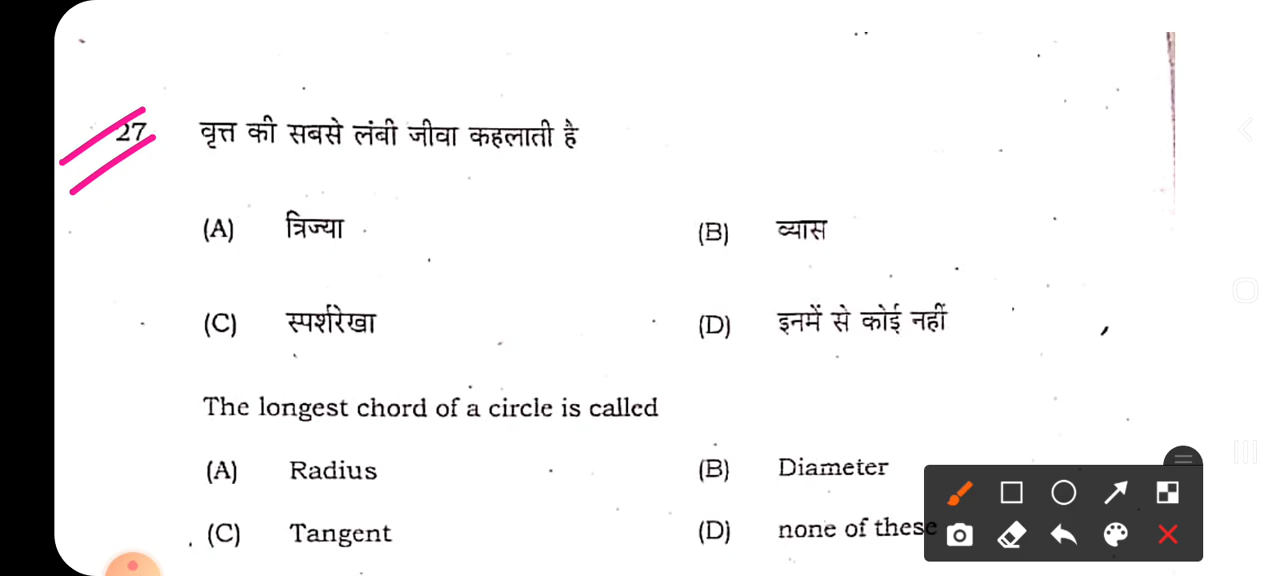 27. वृत्त की सबसे लंबी जीवा कहलाती है
(A) त्रिज्या (B) व्यास
(C) स्पर्शरेखा (D) इनमें से कोई नहीं
The longest chord of a circle is called
(A) Radius (B) Diameter
(C) Tangent (D) none of these